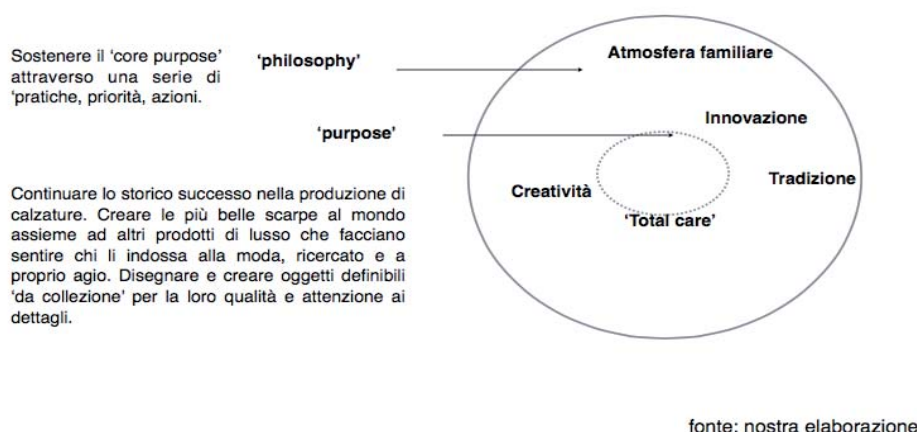 Sostenere il 'core purpose'
attraverso una serie di
'pratiche, priorità, azioni.
'philosophy'
Atmosfera familiare
'purpose'
Innovazione
Creatività
Tradizione
'Total care'
Continuare lo storico successo nella produzione di
calzature. Creare le più belle scarpe al mondo
assieme ad altri prodotti di lusso che facciano
sentire chi li indossa alla moda, ricercato e a
proprio agio. Disegnare e creare oggetti definibili
'da collezione' per la loro qualità e attenzione ai
dettagli.
fonte: nostra elaborazione